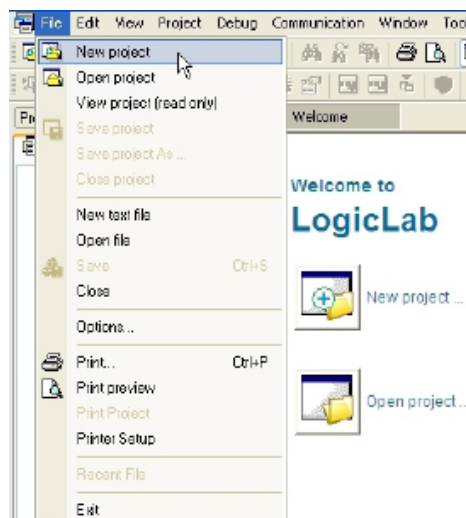 File Edit View Project Debug Communication Window
New project
Open project
View project (read only)
Save project
Save project As ...
Close project
New text file
Open file
Save Ctrl+S
Close
Options...
Print... Ctrl+P
Print preview
Print Project
Printer Setup
Recent File
Exit
Welcome
Welcome to
LogicLab
New project ...
Open project ...